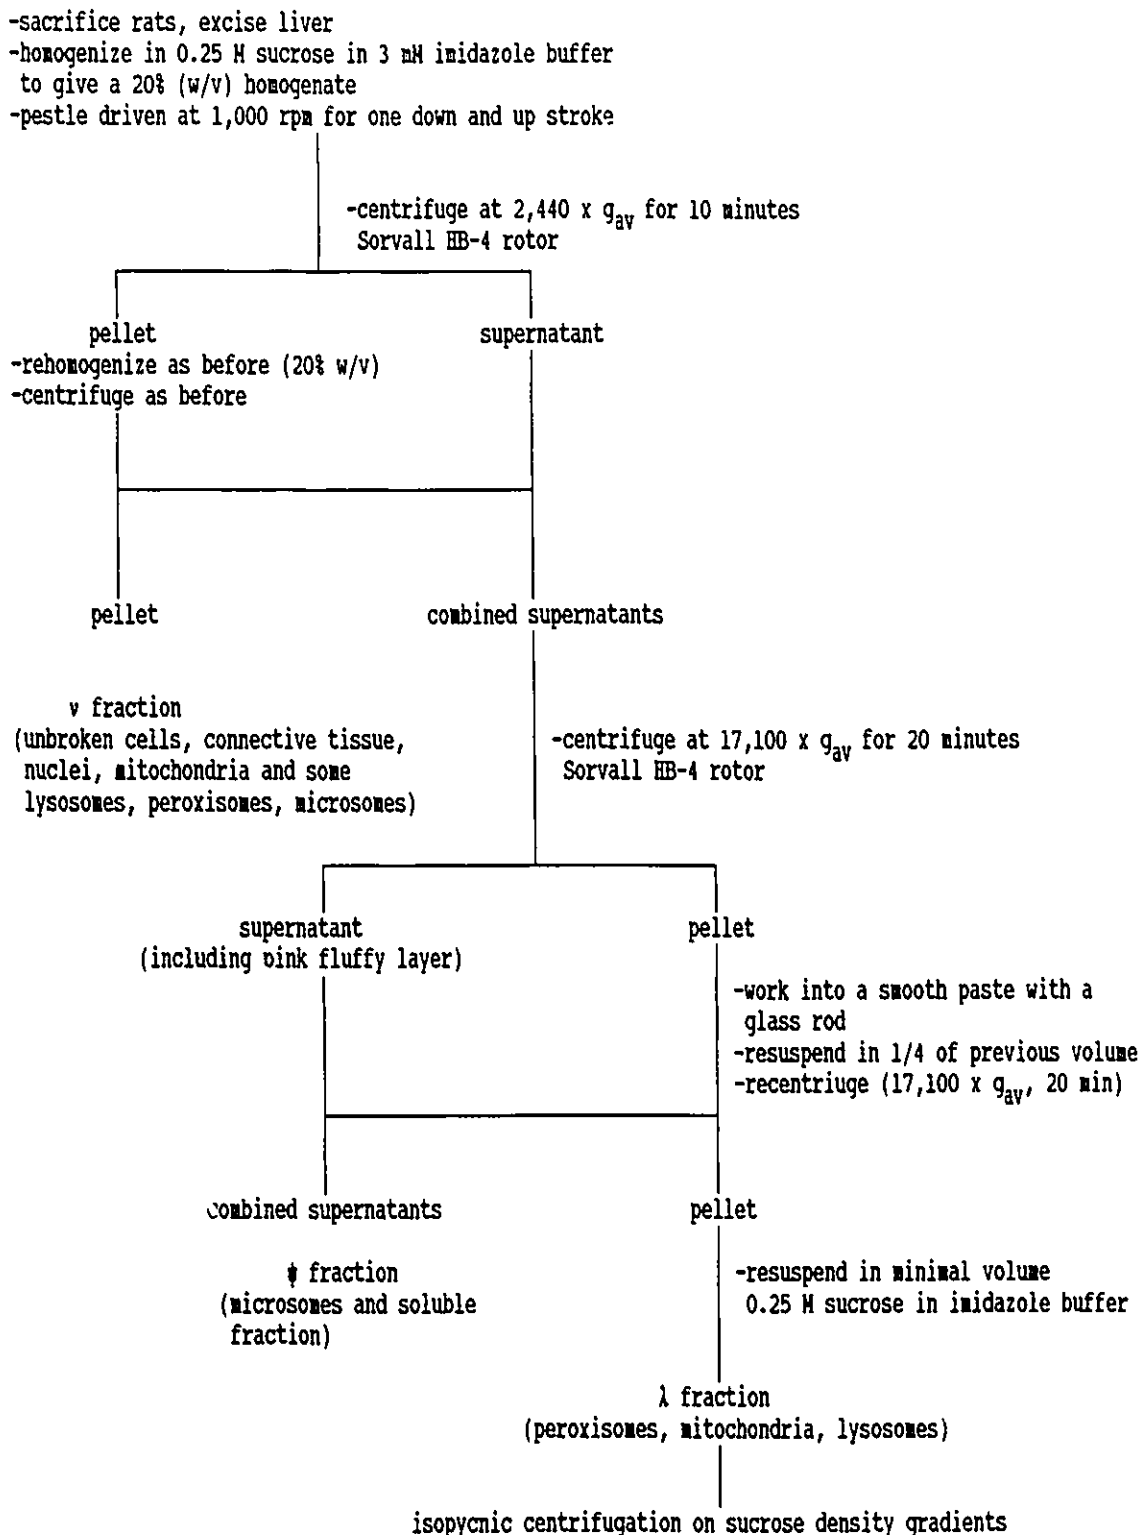 -sacrifice rats, excise liver
-homogenize in 0.25 M sucrose in 3 mM imidazole buffer
to give a 20% (w/v) homogenate
-pestle driven at 1,000 rpm for one down and up stroke
-centrifuge at 2,440 x gav for 10 minutes
Sorvall HB-4 rotor
pellet
supernatant
-rehomogenize as before (20% w/v)
-centrifuge as before
pellet
combined supernatants
ν fraction
(unbroken cells, connective tissue,
nuclei, mitochondria and some
lysosomes, peroxisomes, microsomes)
-centrifuge at 17,100 x gav for 20 minutes
Sorvall HB-4 rotor
supernatant
(including pink fluffy layer)
pellet
-work into a smooth paste with a
glass rod
-resuspend in 1/4 of previous volume
-recentriuge (17,100 x gav, 20 min)
combined supernatants
pellet
fraction
(microsomes and soluble
fraction)
-resuspend in minimal volume
0.25 M sucrose in imidazole buffer
λ fraction
(peroxisomes, mitochondria, lysosomes)
isopycnic centrifugation on sucrose density gradients